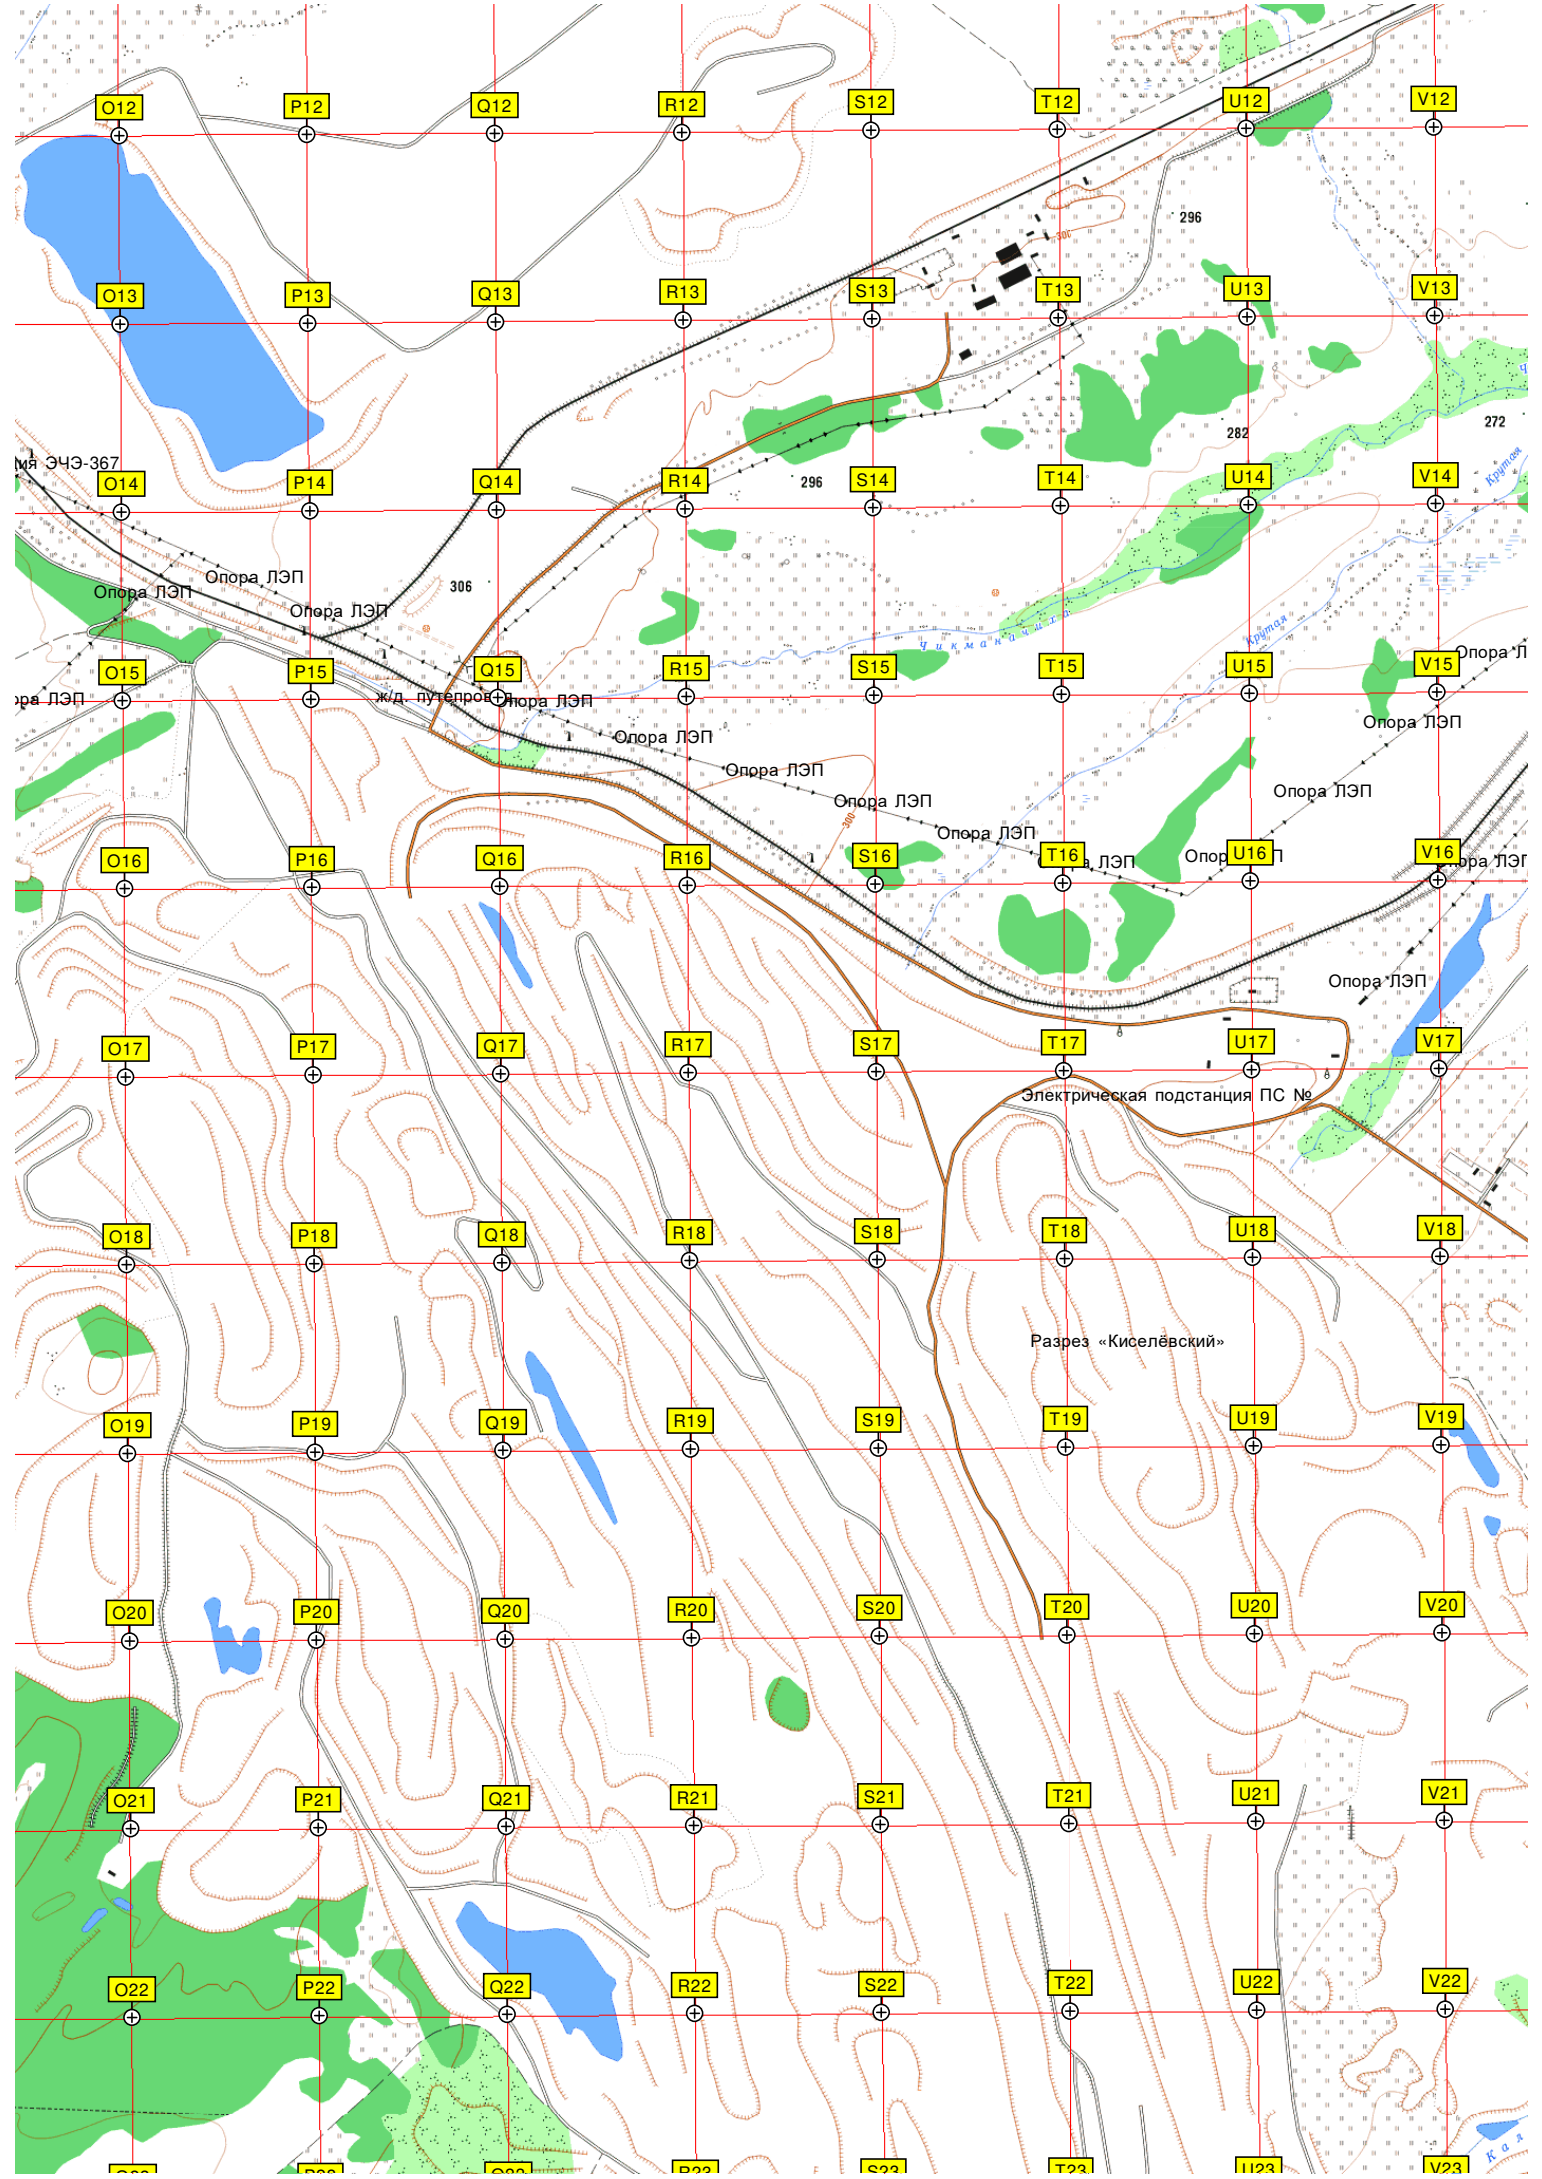 O12 P12 Q12 R12 S12 T12 U12 V12
296
300
O13 P13 Q13 R13 S13 T13 U13 V13
272
282
ЭЧЭ-367
O14 P14 Q14 R14 296 S14 T14 U14 V14
Крутая
Опора ЛЭП
Опора ЛЭП
306
Опора ЛЭП
Чикманачиха
Крутая
O15 P15 Q15 R15 S15 T15 U15 V15
Опора
ЛЭП
ж/д. путепровод
Опора ЛЭП
Опора ЛЭП
Опора ЛЭП
Опора ЛЭП
Опора ЛЭП
Опора ЛЭП
300
Опора ЛЭП
O16 P16 Q16 R16 S16 T16 ЛЭП U16 V16
Опора ЛЭП
O17 P17 Q17 R17 S17 T17 U17 V17
Электрическая подстанция ПС №
O18 P18 Q18 R18 S18 T18 U18 V18
Разрез «Киселёвский»
O19 P19 Q19 R19 S19 T19 U19 V19
O20 P20 Q20 R20 S20 T20 U20 V20
O21 P21 Q21 R21 S21 T21 U21 V21
O22 P22 Q22 R22 S22 T22 U22 V22
Кал
R23 S23 T23 U23 V23